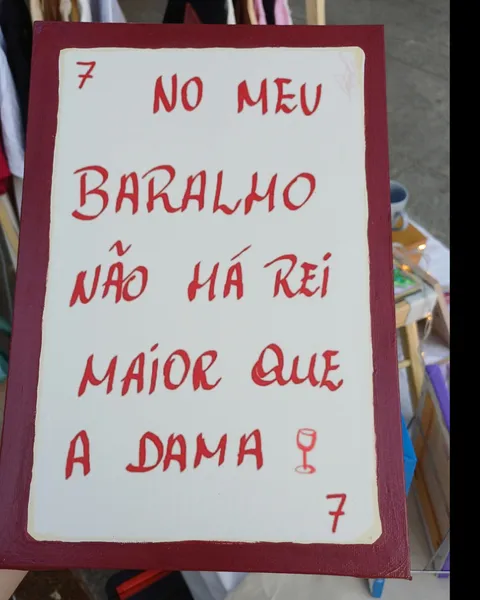 7
NO MEU
BARALHO
NÃO HÁ REI
MAIOR QUE
A DAMA
7